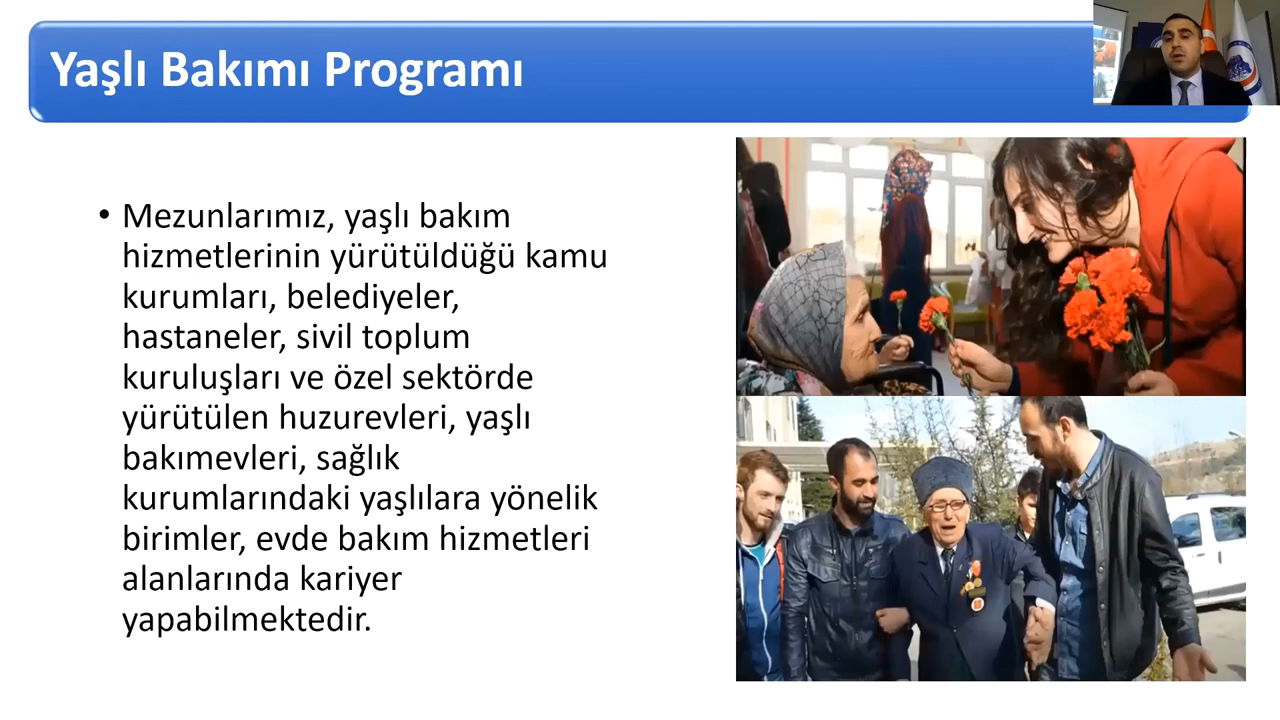 Yaşlı Bakımı Programı
• Mezunlarımız, yaşlı bakım
hizmetlerinin yürütüldüğü kamu
kurumları, belediyeler,
hastaneler, sivil toplum
kuruluşları ve özel sektörde
yürütülen huzurevleri, yaşlı
bakımevleri, sağlık
kurumlarındaki yaşlılara yönelik
birimler, evde bakım hizmetleri
alanlarında kariyer
yapabilmektedir.